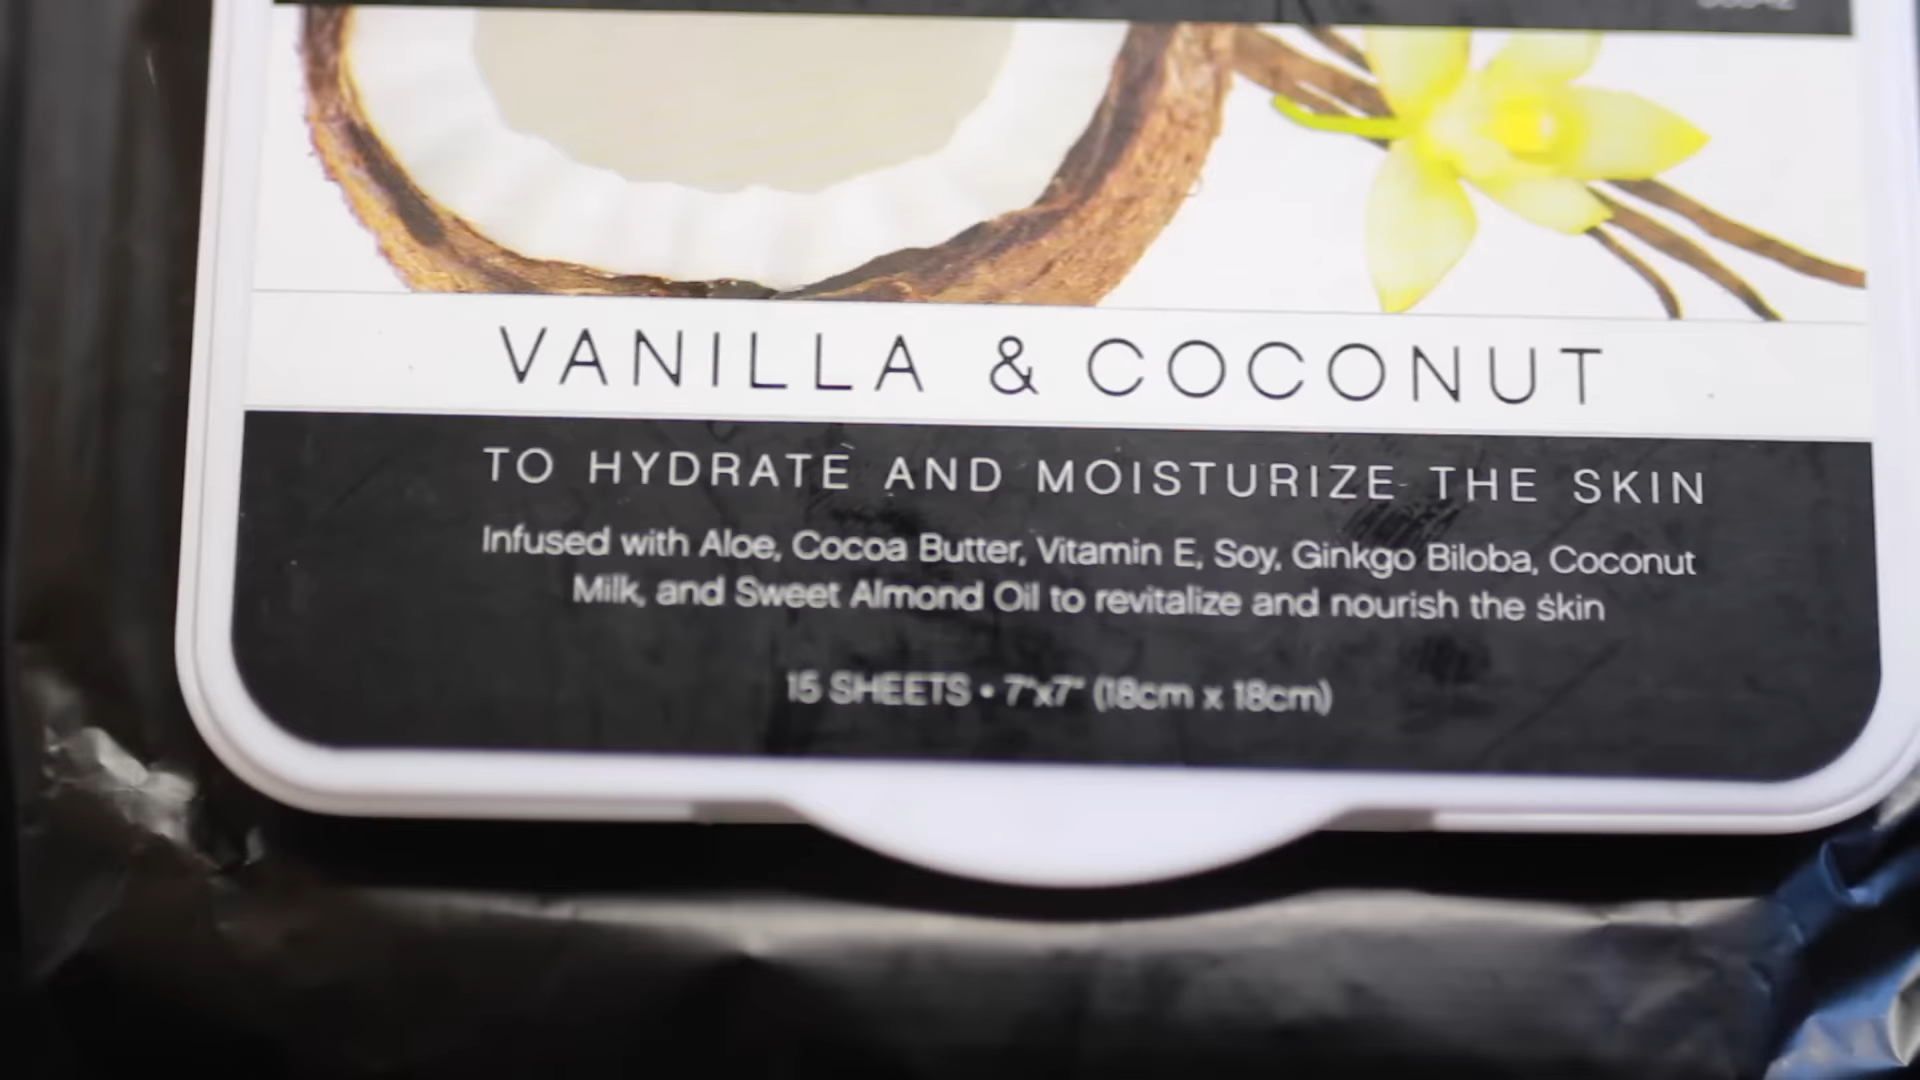 VANILLA & COCONUT
TO HYDRATE AND MOISTURIZE THE SKIN
Infused with Aloe, Cocoa Butter, Vitamin E, Soy, Ginkgo Biloba, Coconut
Milk, and Sweet Almond Oil to revitalize and nourish the skin
15 SHEETS • 7"x7" (18cm x 18cm)